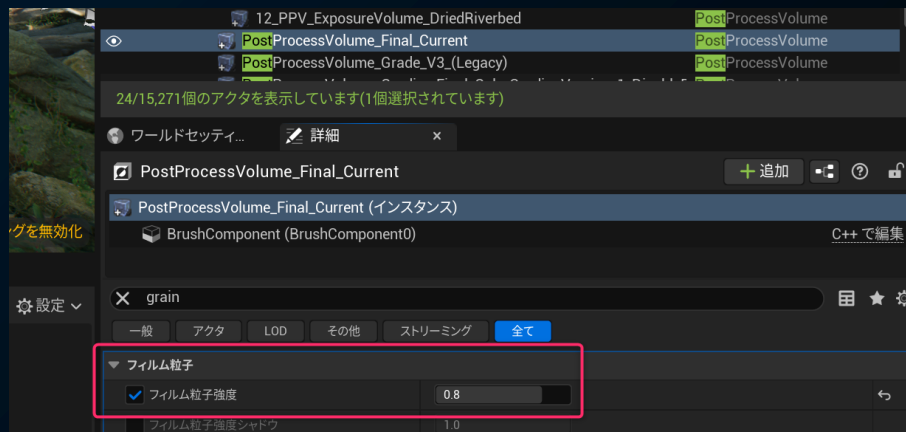 12_PPV_ExposureVolume_DriedRiverbed PostProcessVolume
PostProcessVolume_Final_Current PostProcessVolume
PostProcessVolume_Grade_V3_(Legacy) PostProcessVolume
24/15,271個のアクタを表示しています(1個選択されています)
ワールドセッティ... 詳細
PostProcessVolume_Final_Current 追加
PostProcessVolume_Final_Current (インスタンス)
グを無効化 BrushComponent (BrushComponent0) C++ で編集
設定 grain
一般 アクタ LOD その他 ストリーミング 全て
フィルム粒子
フィルム粒子強度 0.8
フィルム粒子強度シャドウ 1.0